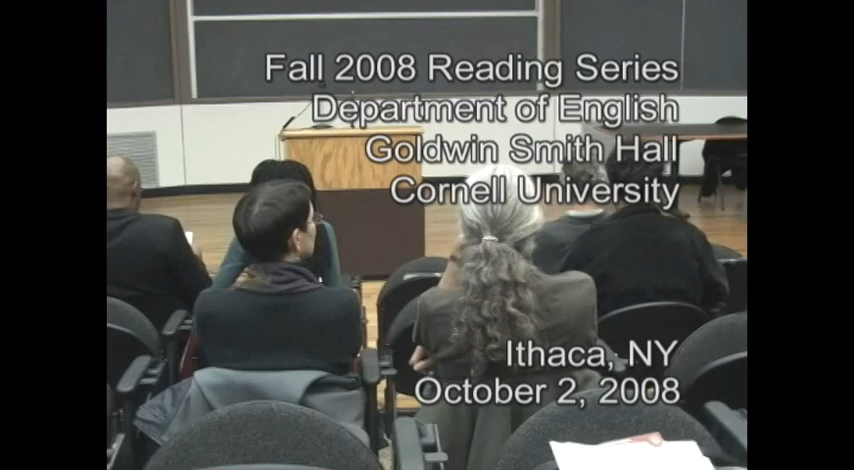 Fall 2008 Reading Series
Department of English
Goldwin Smith Hall
Cornell University
Ithaca, NY
October 2, 2008